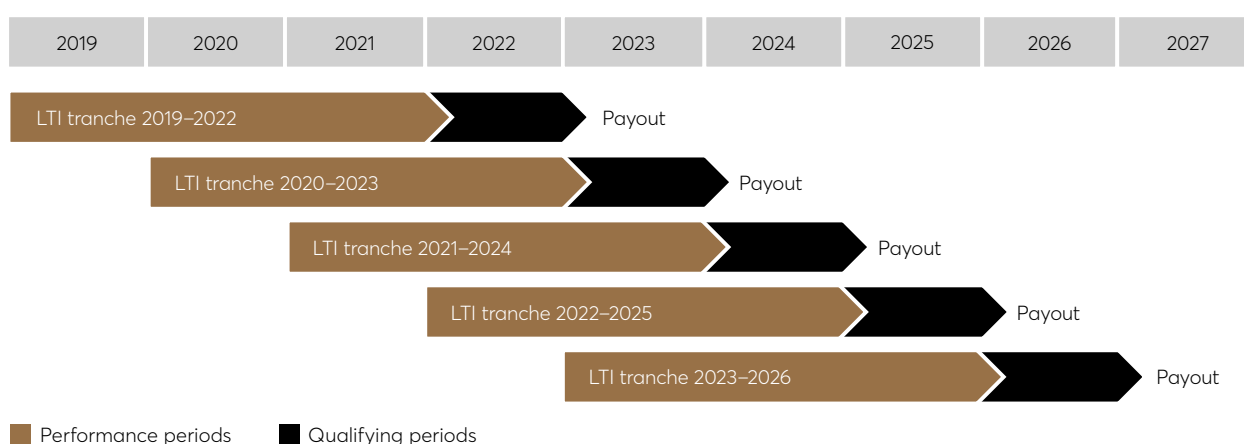 2019 2020 2021 2022 2023 2024 2025 2026 2027
LTI tranche 2019–2022 Payout
LTI tranche 2020–2023 Payout
LTI tranche 2021–2024 Payout
LTI tranche 2022–2025 Payout
LTI tranche 2023–2026 Payout
Performance periods Qualifying periods